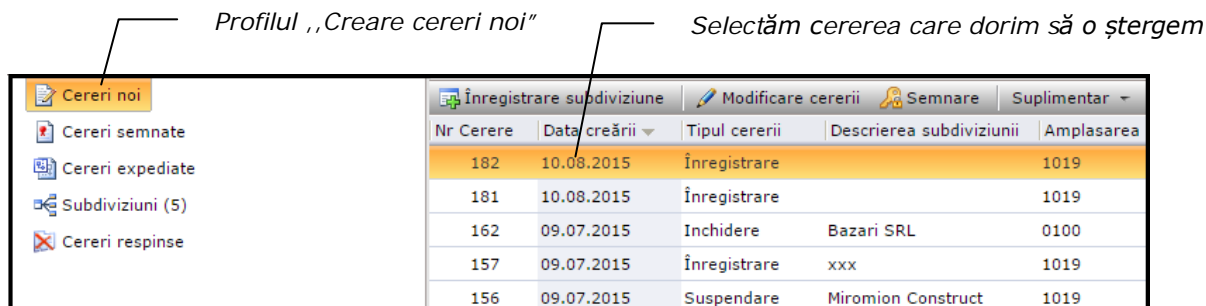 Profilul ,,Creare cereri noi”
Selectăm cererea care dorim să o ștergem
Cereri noi
Cereri semnate
Cereri expediate
Subdiviziuni (5)
Cereri respinse
Înregistrare subdiviziune Modificare cererii Semnare Suplimentar
Nr Cerere Data creării Tipul cererii Descrierea subdiviziunii Amplasarea
182 10.08.2015 Înregistrare 1019
181 10.08.2015 Înregistrare 1019
162 09.07.2015 Inchidere Bazari SRL 0100
157 09.07.2015 Înregistrare xxx 1019
156 09.07.2015 Suspendare Miromion Construct 1019